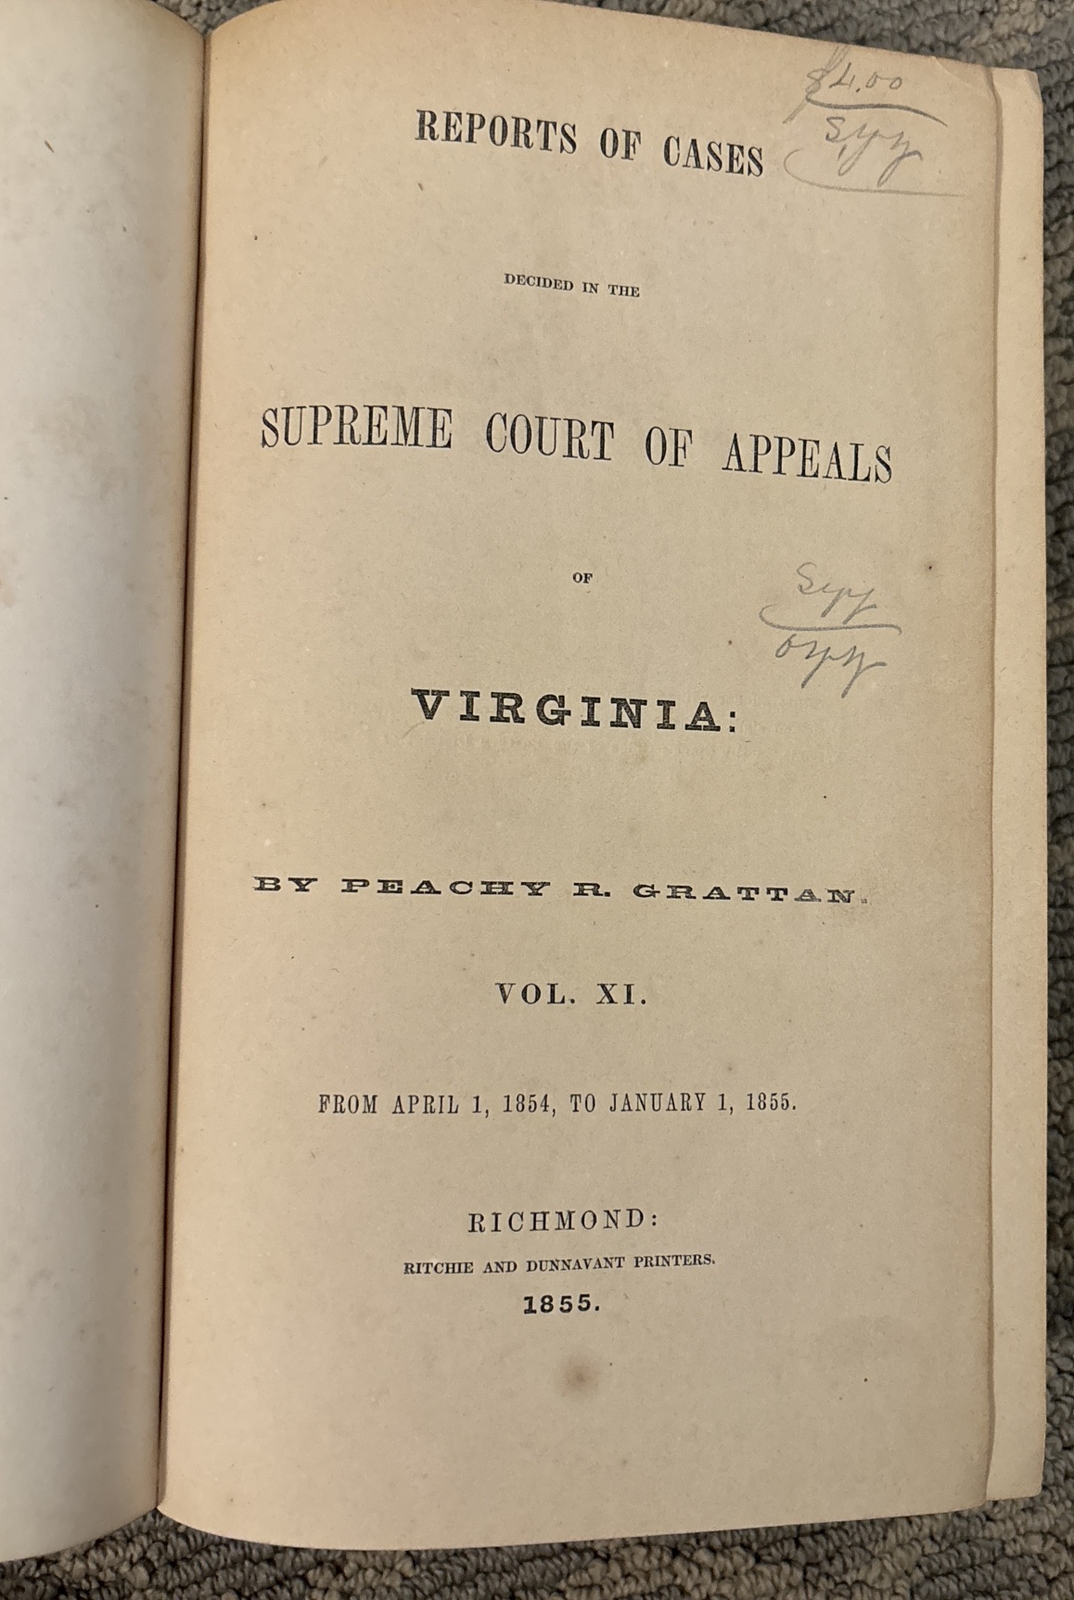 $4.00
REPORTS OF CASES
DECIDED IN THE
SUPREME COURT OF APPEALS
OF
VIRGINIA:
BY PEACHY R. GRATTAN.
VOL. XI.
FROM APRIL 1, 1854, TO JANUARY 1, 1855.
RICHMOND:
RITCHIE AND DUNNAVANT PRINTERS.
1855.